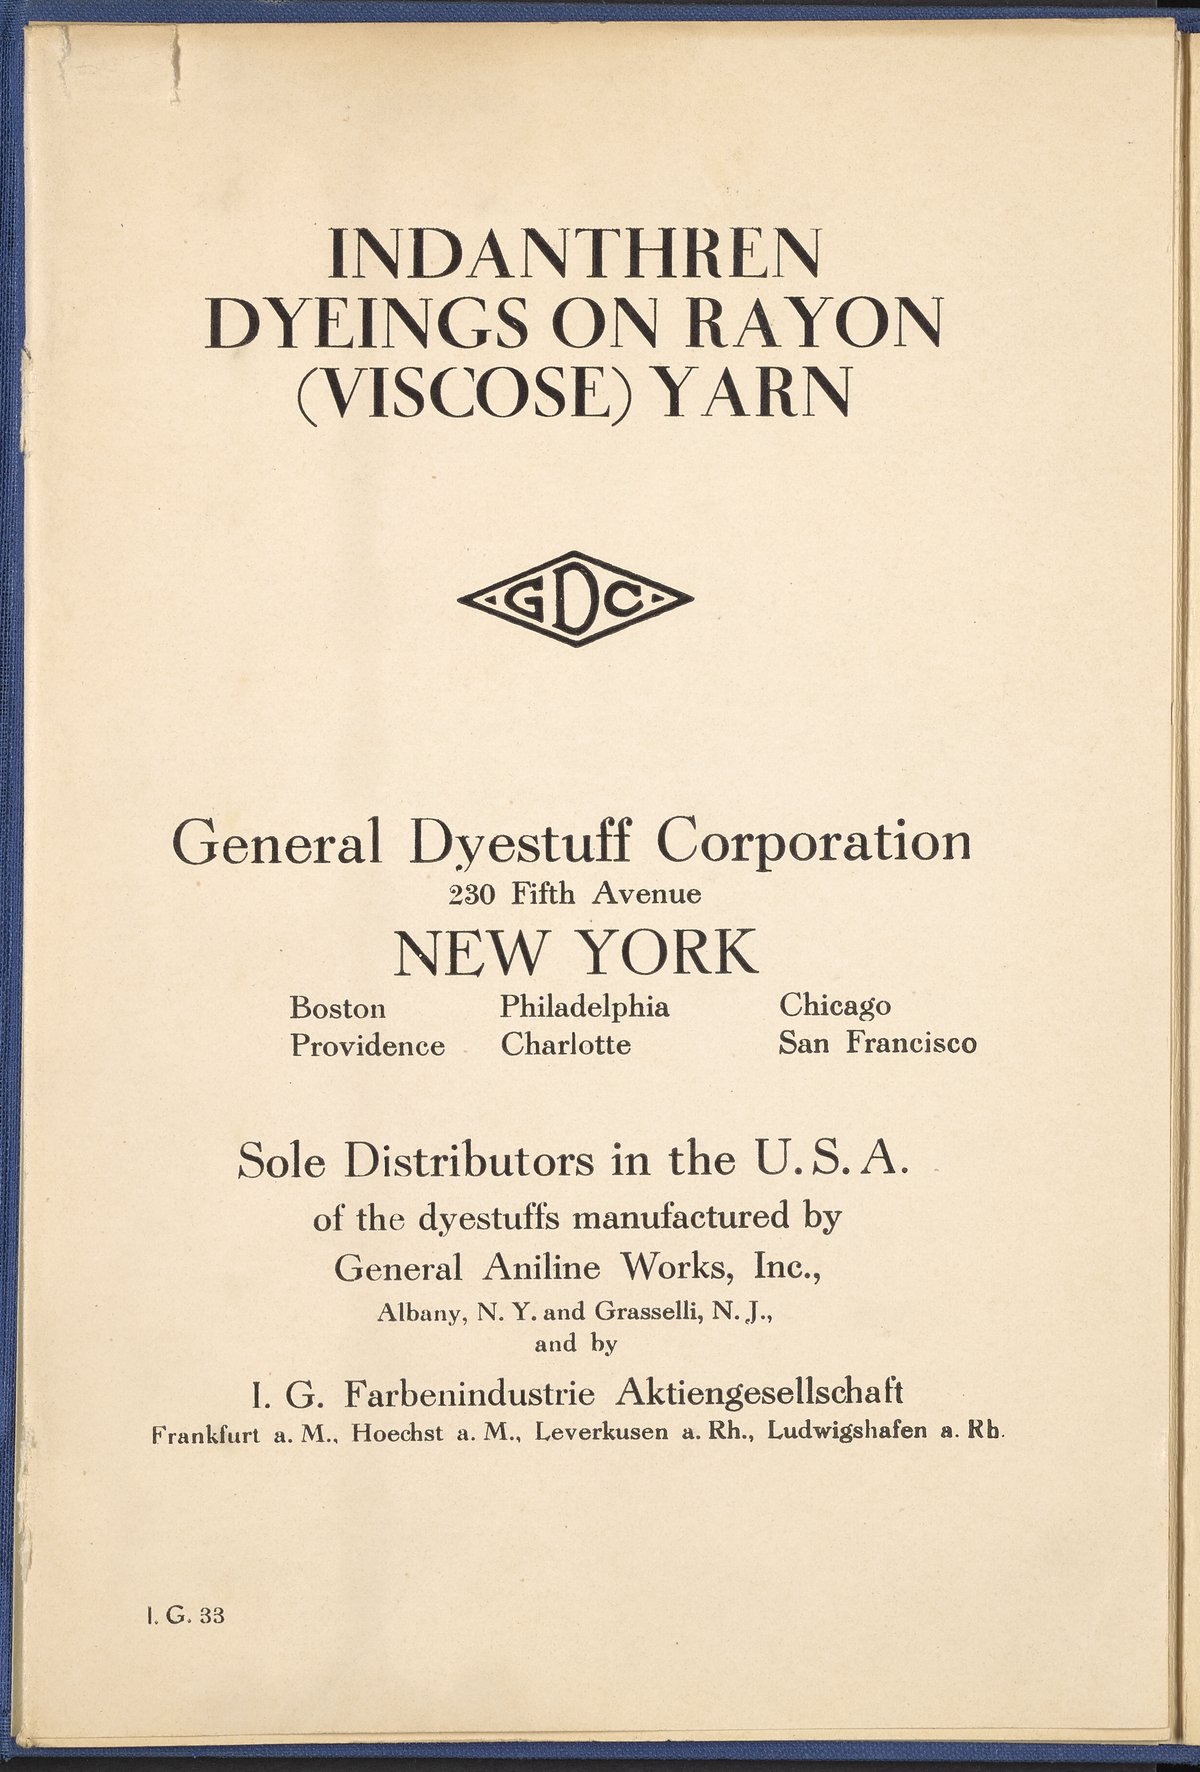 INDANTHREN
DYEINGS ON RAYON
(VISCOSE) YARN
GDC
General Dyestuff Corporation
230 Fifth Avenue
NEW YORK
Boston Philadelphia Chicago
Providence Charlotte San Francisco
Sole Distributors in the U.S.A.
of the dyestuffs manufactured by
General Aniline Works, Inc.,
Albany, N. Y. and Grasselli, N. J.,
and by
I. G. Farbenindustrie Aktiengesellschaft
Frankfurt a. M., Hoechst a. M., Leverkusen a. Rh., Ludwigshafen a. Rh.
I. G. 33